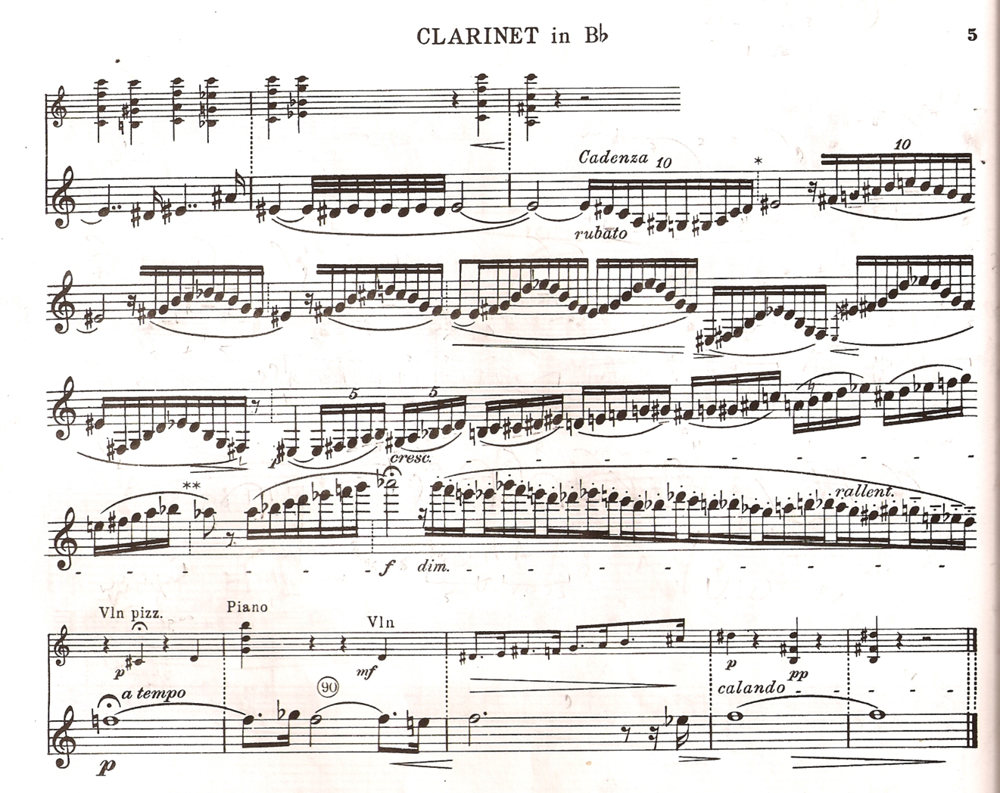 CLARINET in B♭ 5
Cadenza 10 * 10
rubato
5 5
p cresc.
**
rallent.
f dim.
Vln pizz. Piano Vln
p mf p pp
a tempo 90 calando
p